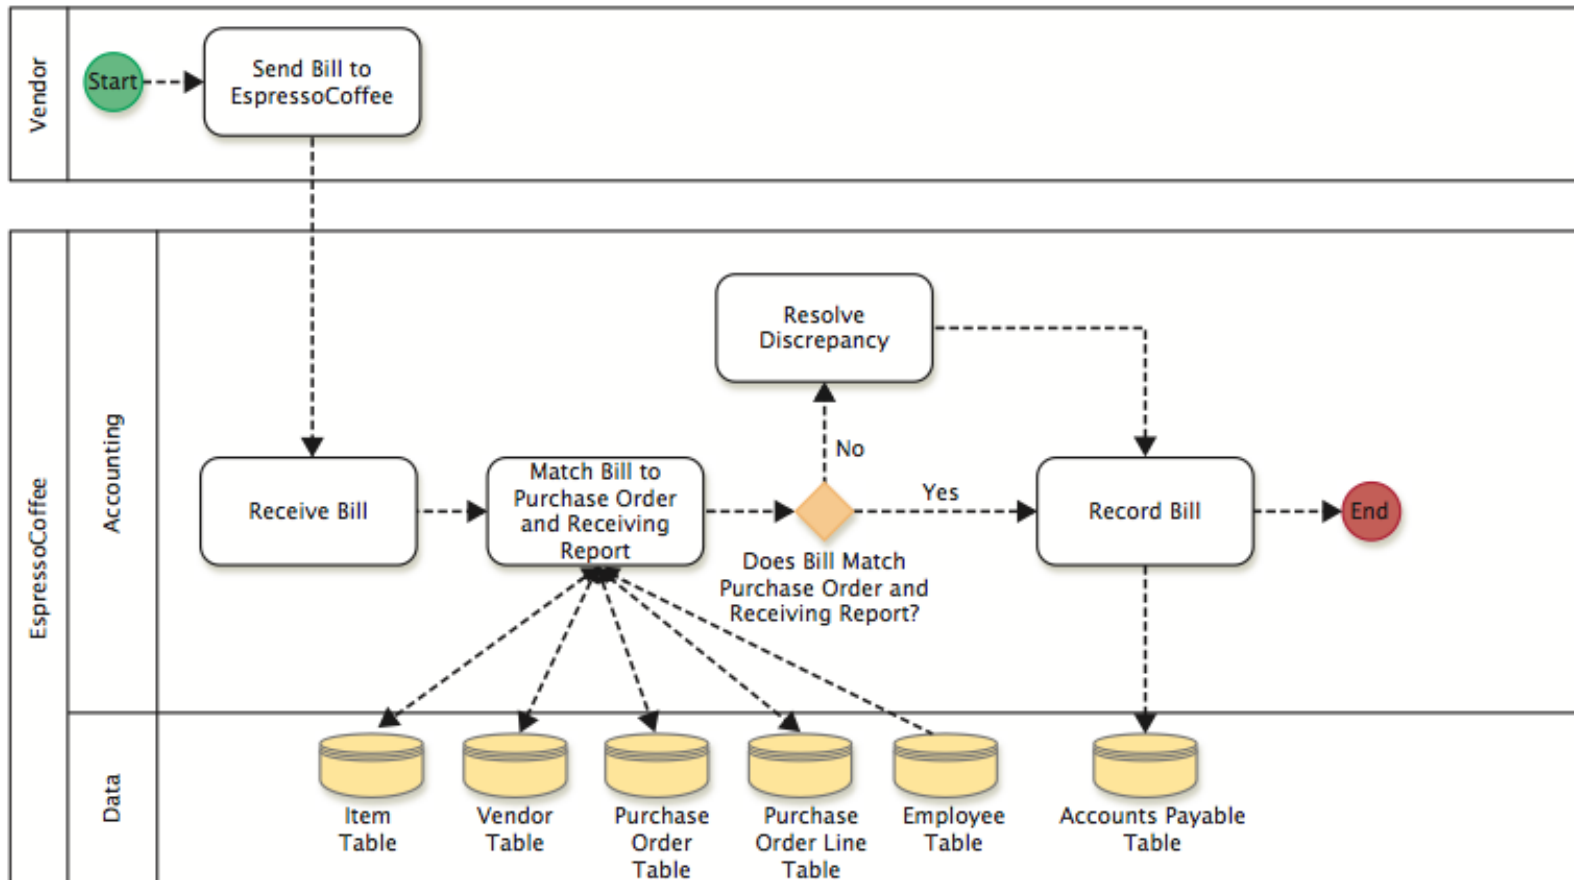 Vendor
Start
Send Bill to
EspressoCoffee
EspressoCoffee
Accounting
Resolve
Discrepancy
No
Receive Bill
Match Bill to
Purchase Order
and Receiving
Report
Yes
Does Bill Match
Purchase Order and
Receiving Report?
Record Bill
End
Data
Item
Table
Vendor
Table
Purchase
Order
Table
Purchase
Order Line
Table
Employee
Table
Accounts Payable
Table